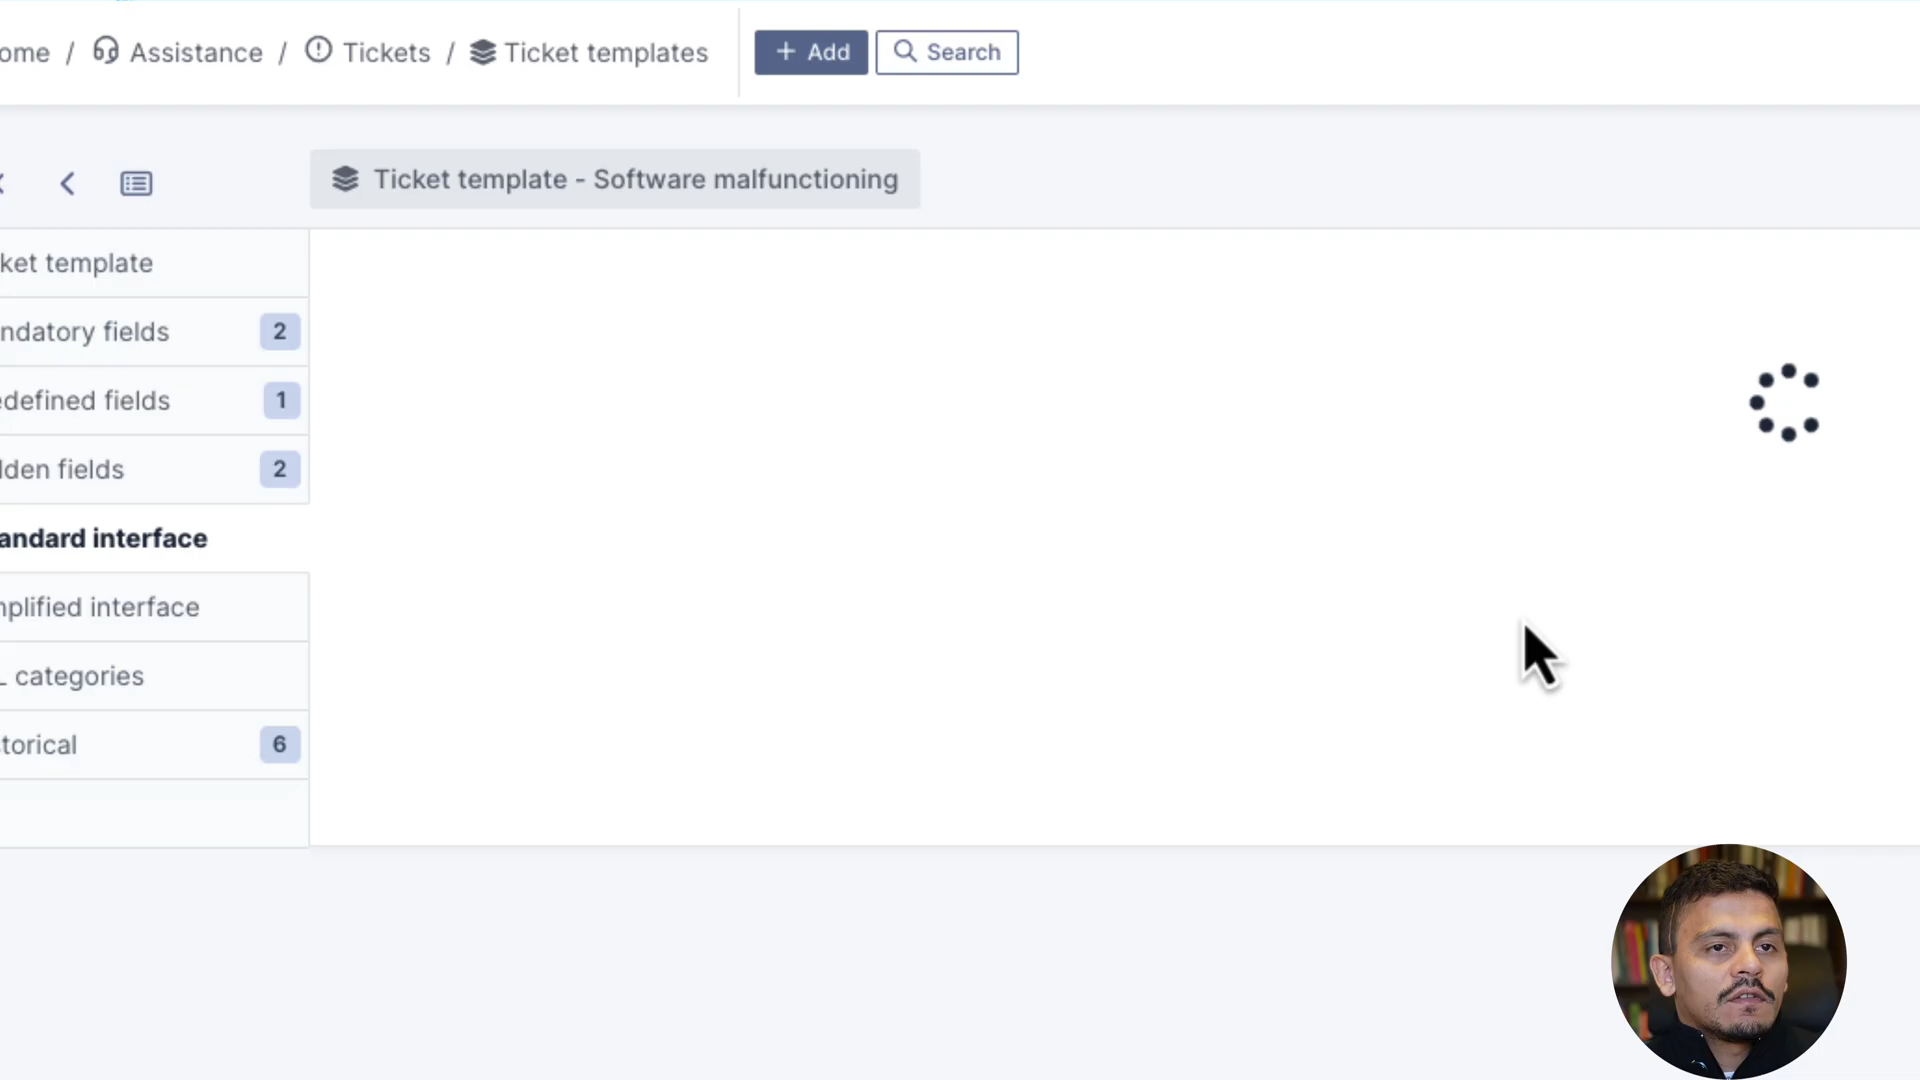 ome / Assistance / Tickets / Ticket templates + Add Search
Ticket template - Software malfunctioning
ket template
ndatory fields 2
edefined fields 1
lden fields 2
andard interface
nplified interface
L categories
torical 6